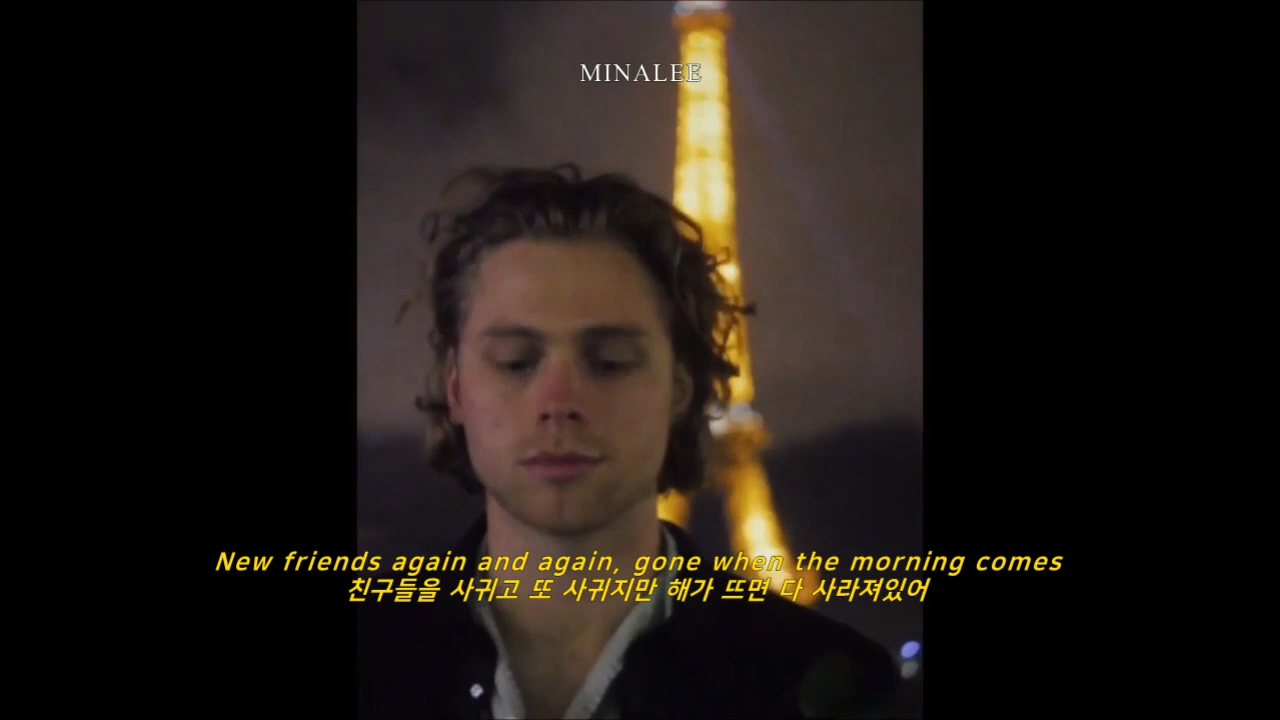 MINALEE
New friends again and again, gone when the morning comes
친구들을 사귀고 또 사귀지만 해가 뜨면 다 사라져있어